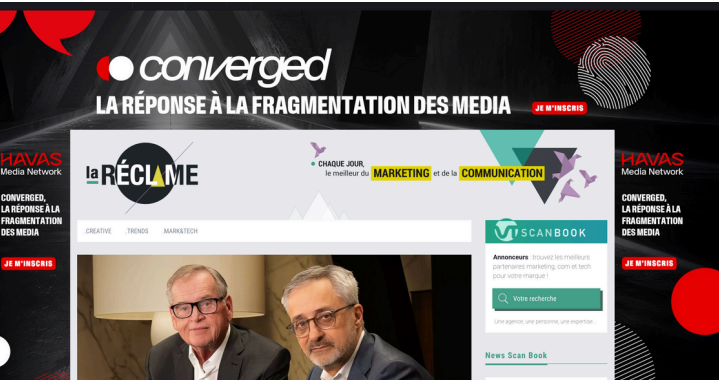 converged
LA RÉPONSE À LA FRAGMENTATION DES MEDIA
JE M'INSCRIS
HAVAS
Media Network
CONVERGED,
LA RÉPONSE À LA
FRAGMENTATION
DES MEDIA
JE M'INSCRIS
la RÉCLAME
CHAQUE JOUR,
le meilleur du MARKETING et de la COMMUNICATION
HAVAS
Media Network
CONVERGED,
LA RÉPONSE À LA
FRAGMENTATION
DES MEDIA
JE M'INSCRIS
.CREATIVE .TRENDS .MARK&TECH
SCANBOOK
Annonceurs : trouvez les meilleurs
partenaires marketing, com et tech
pour votre marque !
Votre recherche
Une agence, une personne, une expertise...
News Scan Book